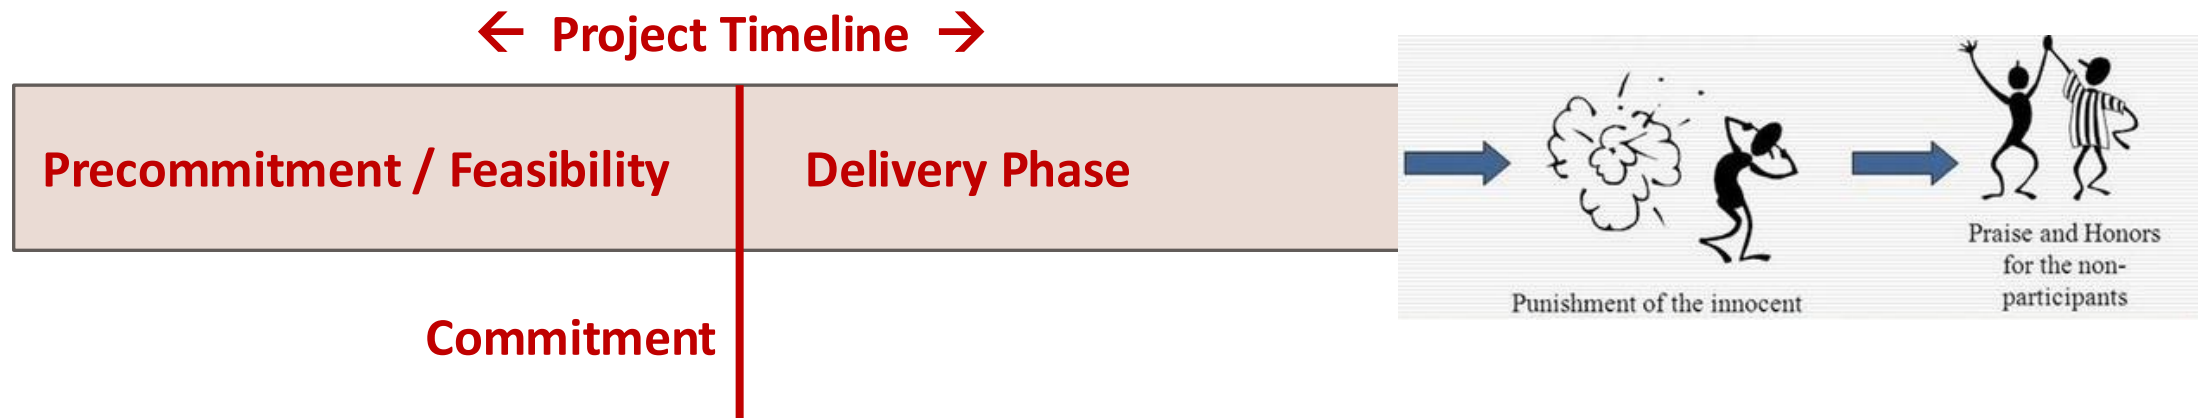 ← Project Timeline →
Precommitment / Feasibility
Delivery Phase
Commitment
Punishment of the innocent
Praise and Honors
for the non-
participants